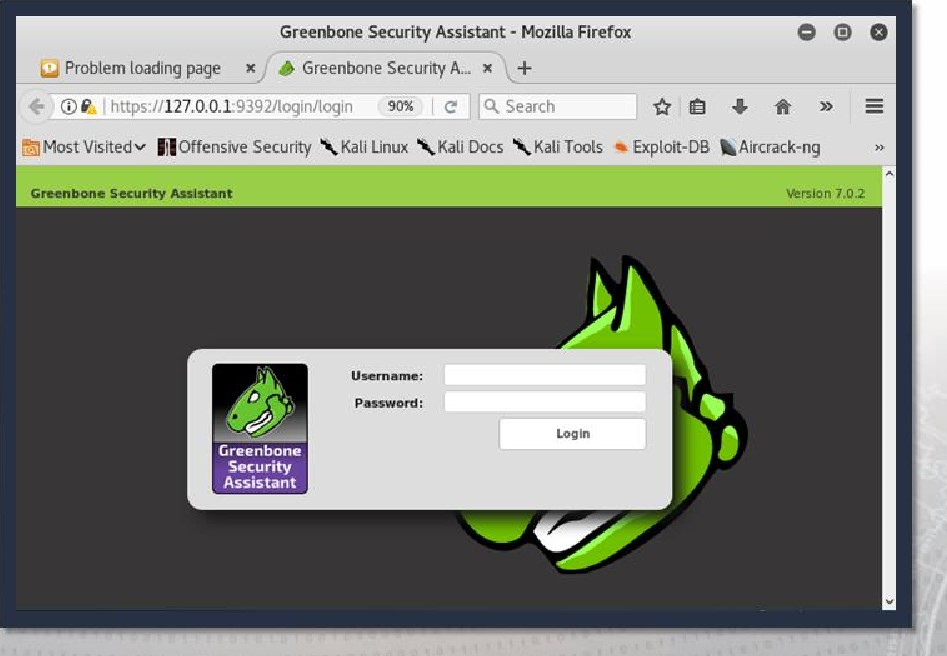 Greenbone Security Assistant - Mozilla Firefox
Problem loading page × Greenbone Security A... × +
https://127.0.0.1:9392/login/login 90% Search
Most Visited Offensive Security Kali Linux Kali Docs Kali Tools Exploit-DB Aircrack-ng »
Greenbone Security Assistant Version 7.0.2
Username:
Password:
Login
Greenbone
Security
Assistant